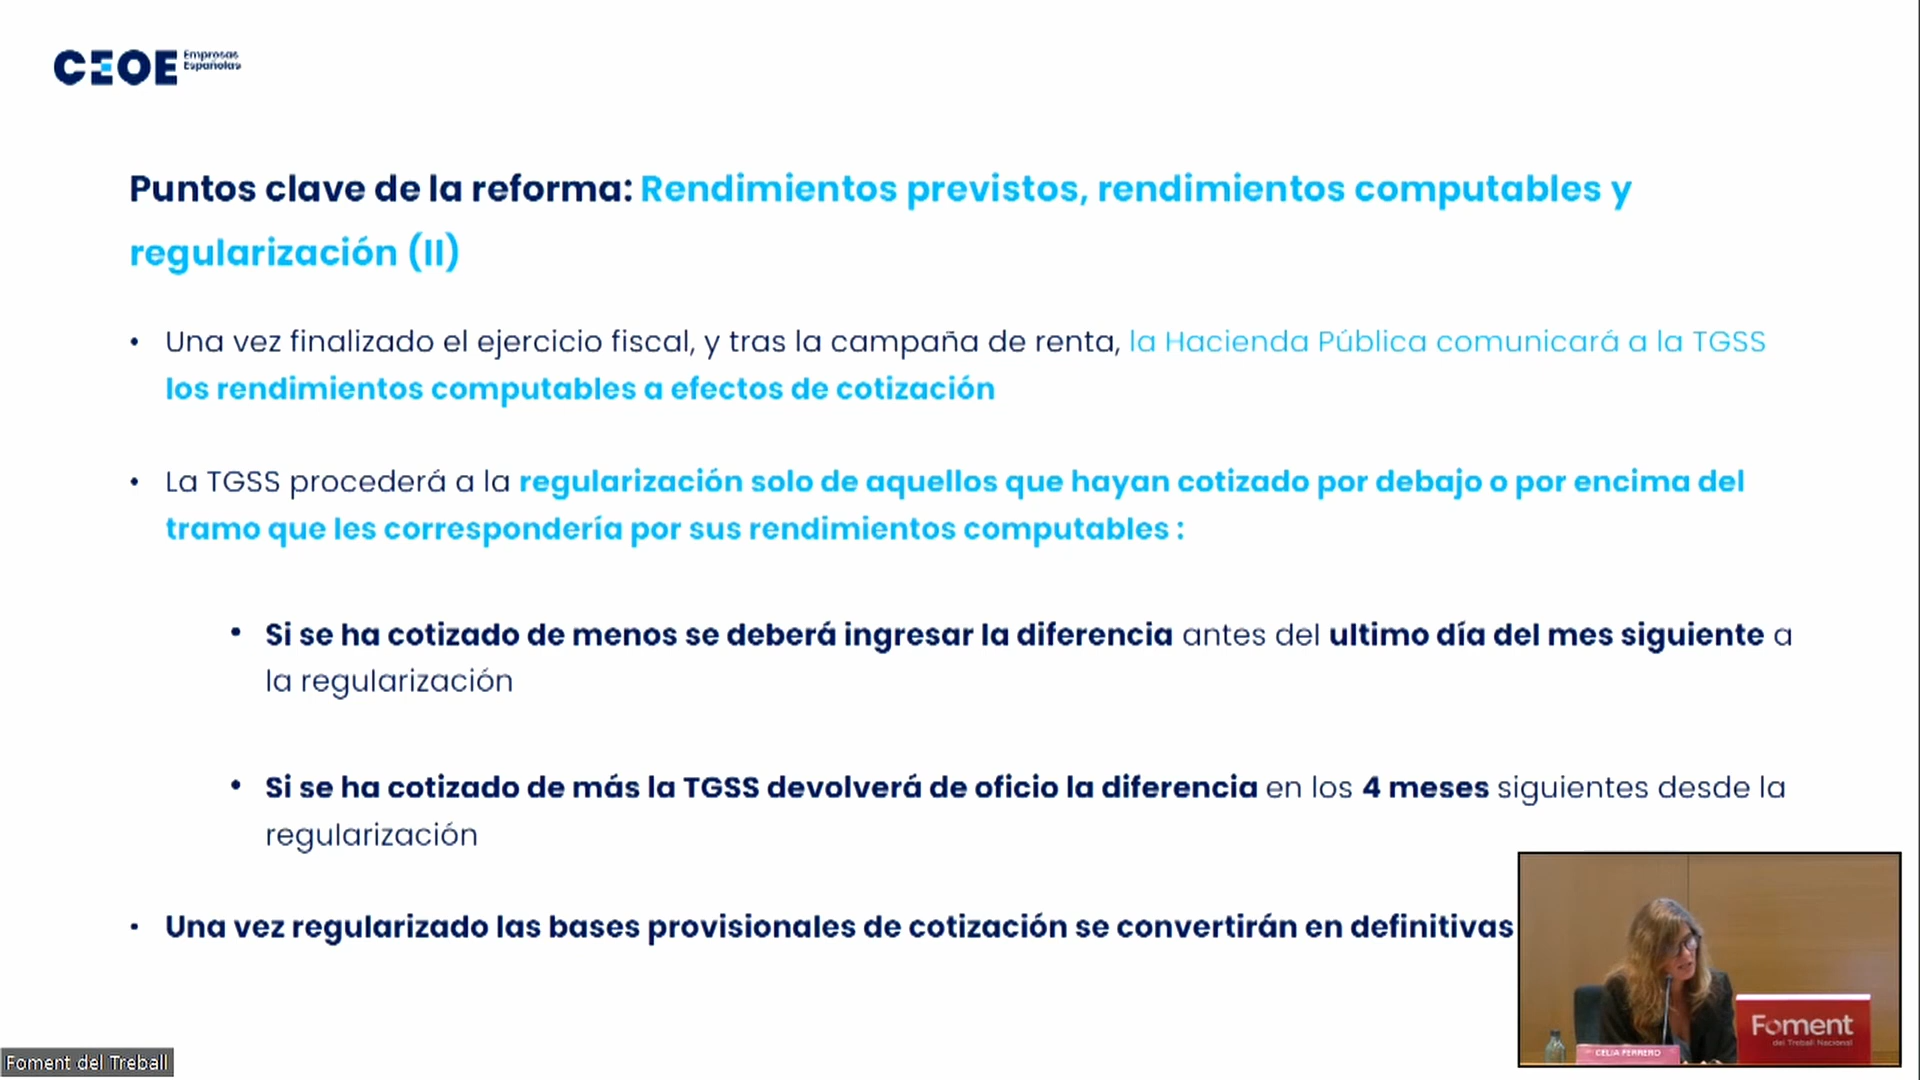 CEOE Empresas
Españolas
Puntos clave de la reforma: Rendimientos previstos, rendimientos computables y
regularización (II)
• Una vez finalizado el ejercicio fiscal, y tras la campaña de renta, la Hacienda Pública comunicará a la TGSS
los rendimientos computables a efectos de cotización
• La TGSS procederá a la regularización solo de aquellos que hayan cotizado por debajo o por encima del
tramo que les correspondería por sus rendimientos computables :
• Si se ha cotizado de menos se deberá ingresar la diferencia antes del ultimo día del mes siguiente a
la regularización
• Si se ha cotizado de más la TGSS devolverá de oficio la diferencia en los 4 meses siguientes desde la
regularización
• Una vez regularizado las bases provisionales de cotización se convertirán en definitivas
Foment
del Treball Nacional
CELIA FERRERO
Foment del Treball